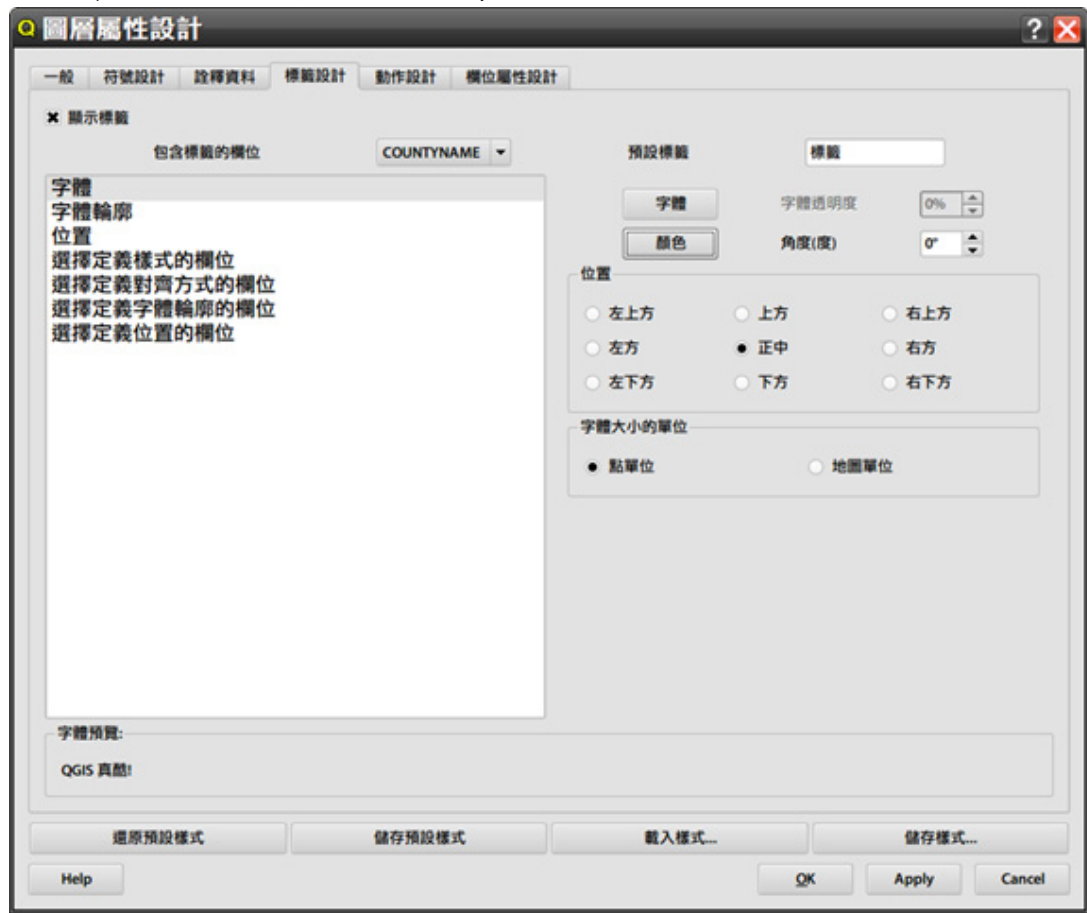 圖層屬性設計 ?
一般 符號設計 詮釋資料 標籤設計 動作設計 欄位屬性設計
顯示標籤
包含標籤的欄位 COUNTYNAME 預設標籤 標籤
字體
字體輪廓
位置
選擇定義樣式的欄位
選擇定義對齊方式的欄位
選擇定義字體輪廓的欄位
選擇定義位置的欄位
字體 字體透明度 0%
顏色 角度(度) 0°
位置
左上方 上方 右上方
左方 正中 右方
左下方 下方 右下方
字體大小的單位
點單位 地圖單位
字體預覽:
QGIS 真酷!
還原預設樣式 儲存預設樣式 載入樣式... 儲存樣式...
Help OK Apply Cancel